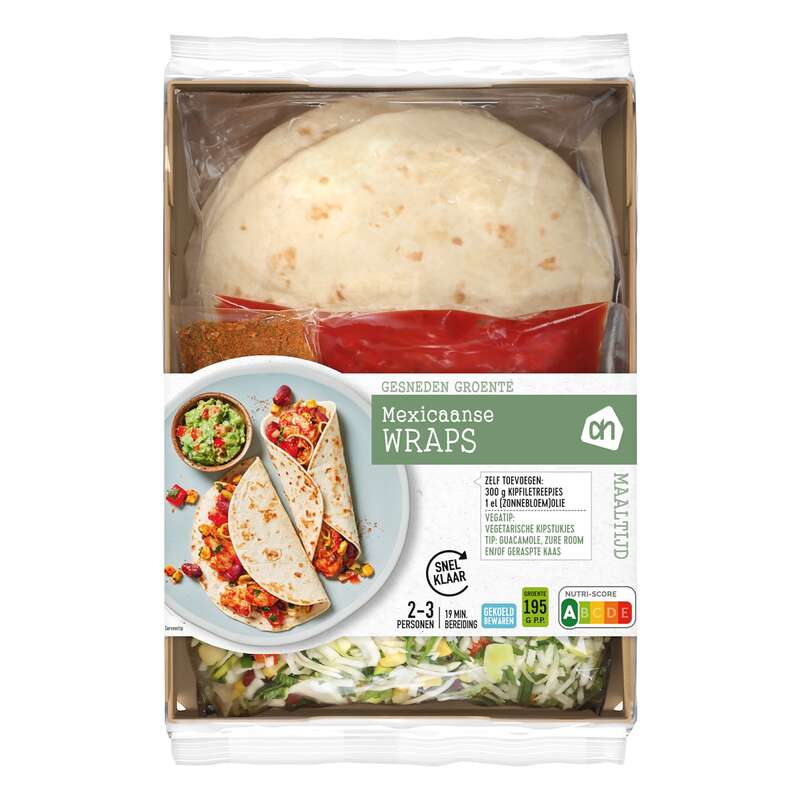 GESNEDEN GROENTE
Mexicaanse
WRAPS
ah
MAALTIJD
ZELF TOEVOEGEN:
300 g KIPFILETREEPJES
1 el (ZONNEBLOEM)OLIE
VEGATIP:
VEGETARISCHE KIPSTUKJES
TIP: GUACAMOLE, ZURE ROOM
EN/OF GERASPTE KAAS
SNEL
KLAAR
2-3
PERSONEN
19 MIN.
BEREIDING
GEKOELD
BEWAREN
GROENTE
195
G P.P.
NUTRI-SCORE
A B C D E
Serveertip